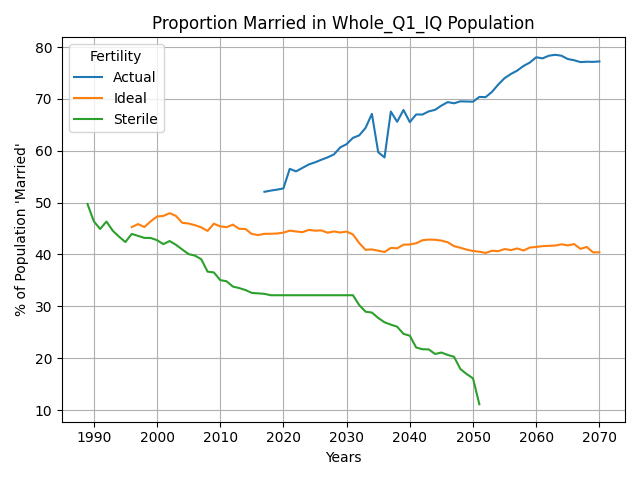 Proportion Married in Whole_Q1_IQ Population
% of Population 'Married'
80
70
60
50
40
30
20
10
Fertility
Actual
Ideal
Sterile
1990 2000 2010 2020 2030 2040 2050 2060 2070
Years